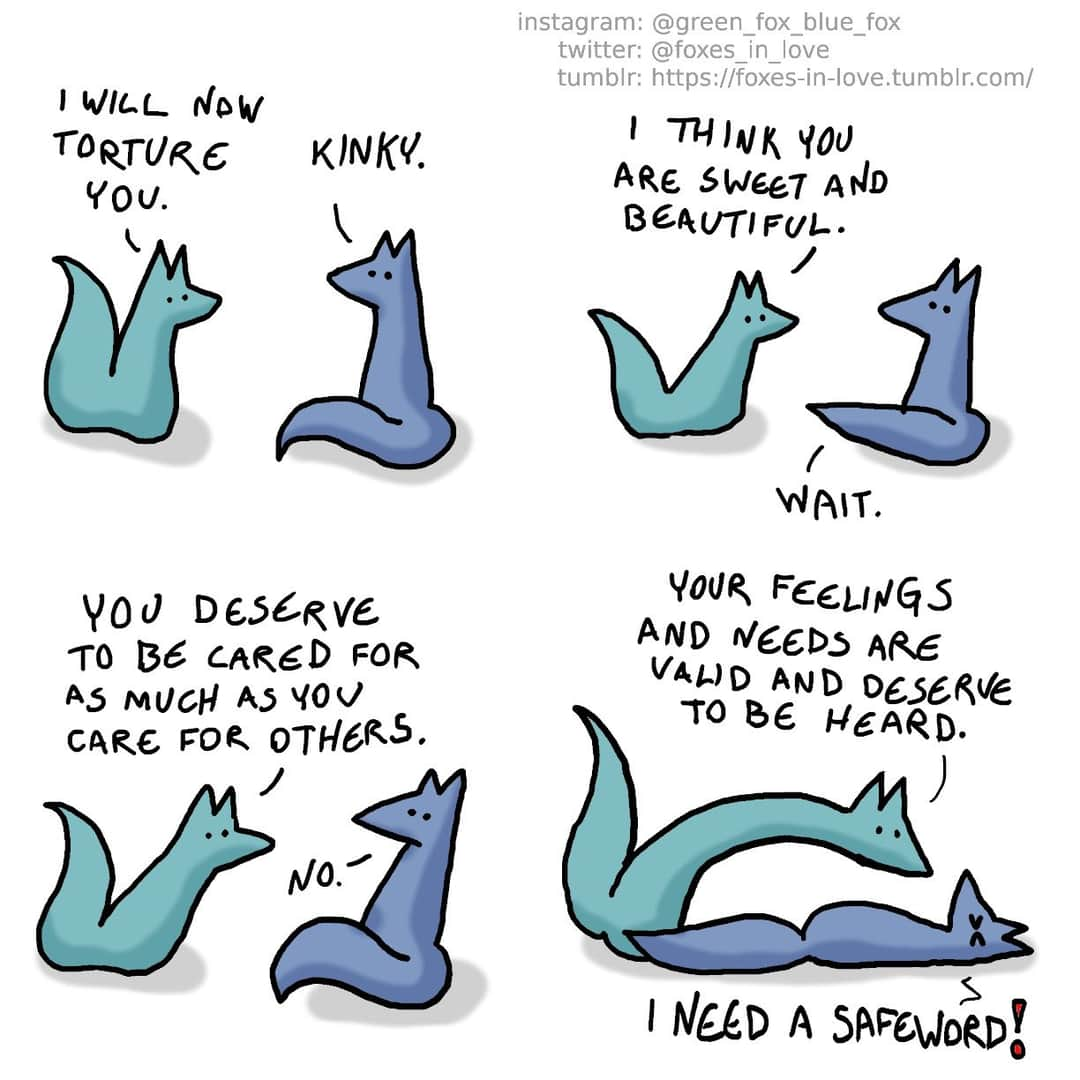 instagram: @green_fox_blue_fox
twitter: @foxes_in_love
tumblr: https://foxes-in-love.tumblr.com/
I WILL NOW
TORTURE
YOU.
KINKY.
I THINK YOU
ARE SWEET AND
BEAUTIFUL.
WAIT.
YOU DESERVE
TO BE CARED FOR
AS MUCH AS YOU
CARE FOR OTHERS.
NO.
YOUR FEELINGS
AND NEEDS ARE
VALID AND DESERVE
TO BE HEARD.
I NEED A SAFEWORD!